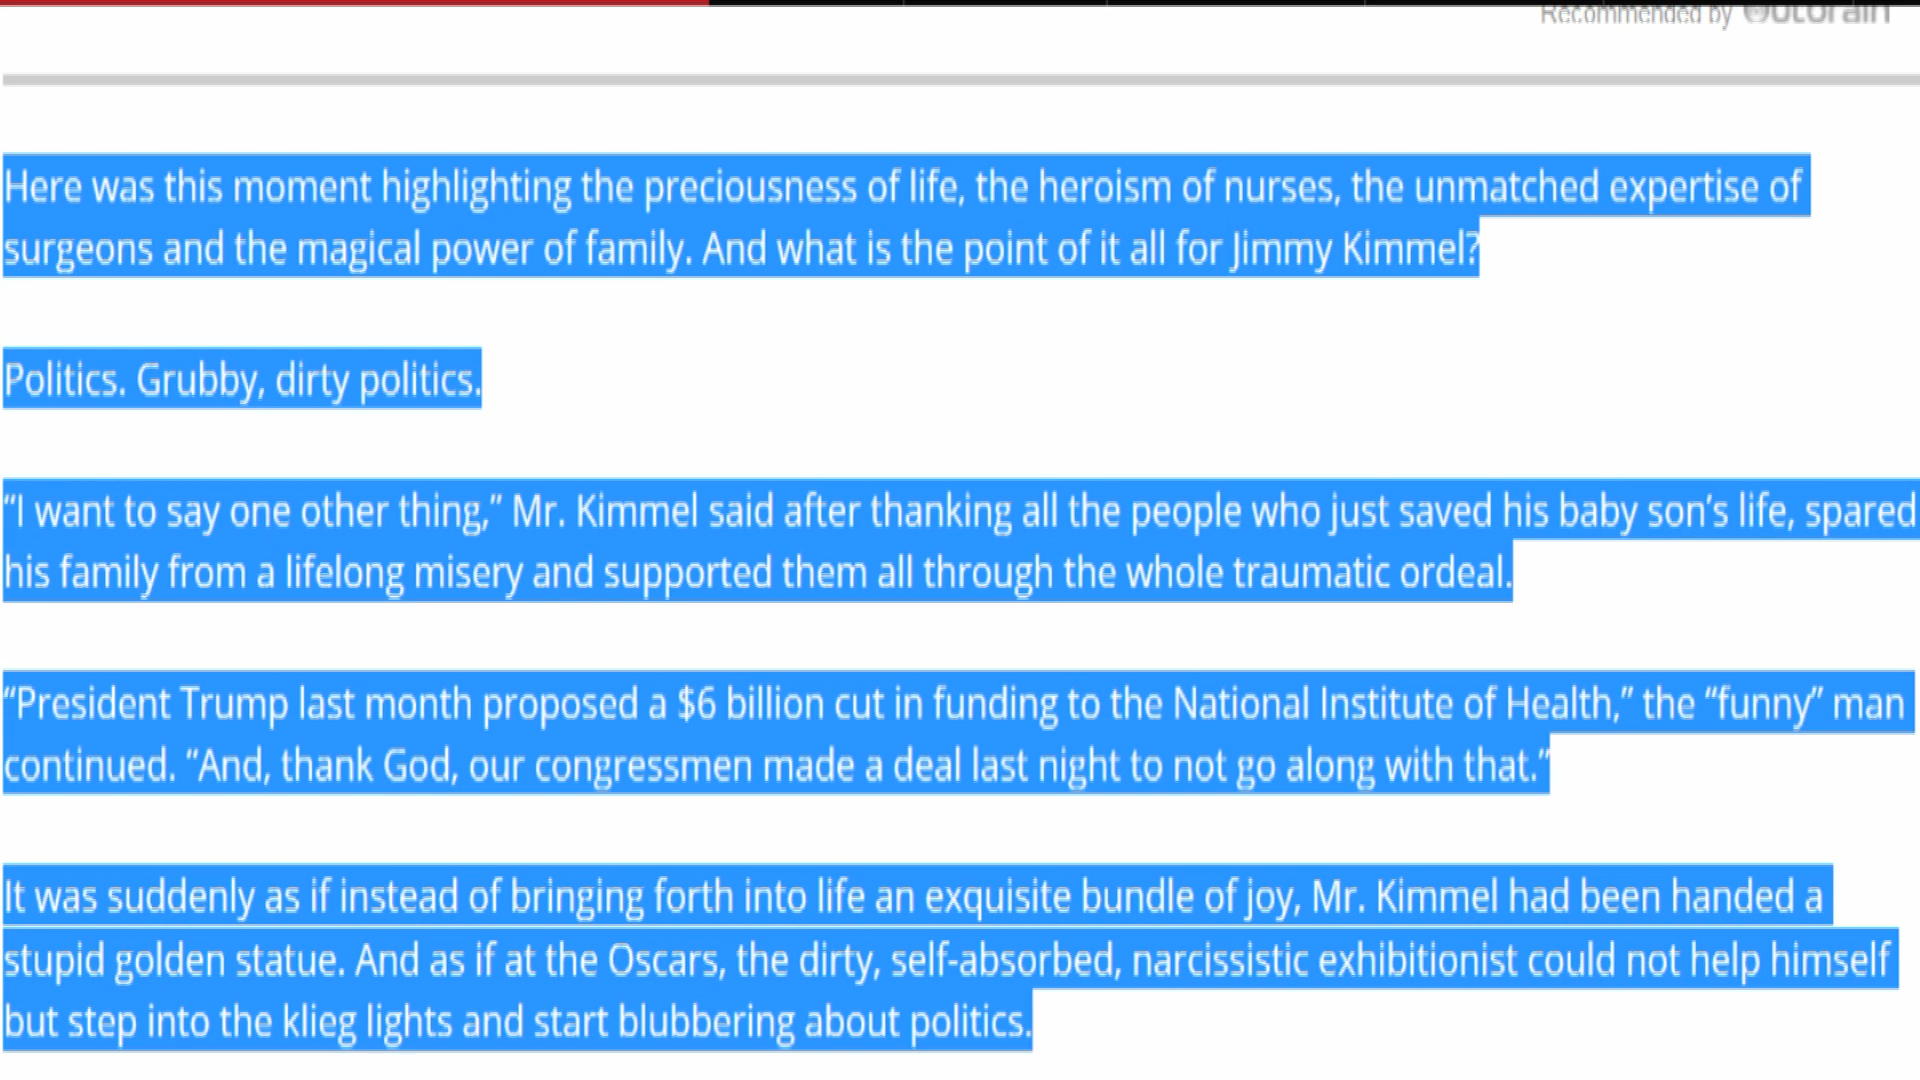 Recommended by
Here was this moment highlighting the preciousness of life, the heroism of nurses, the unmatched expertise of
surgeons and the magical power of family. And what is the point of it all for Jimmy Kimmel?
Politics. Grubby, dirty politics.
“I want to say one other thing,” Mr. Kimmel said after thanking all the people who just saved his baby son’s life, spared
his family from a lifelong misery and supported them all through the whole traumatic ordeal.
“President Trump last month proposed a $6 billion cut in funding to the National Institute of Health,” the “funny” man
continued. “And, thank God, our congressmen made a deal last night to not go along with that.”
It was suddenly as if instead of bringing forth into life an exquisite bundle of joy, Mr. Kimmel had been handed a
stupid golden statue. And as if at the Oscars, the dirty, self-absorbed, narcissistic exhibitionist could not help himself
but step into the klieg lights and start blubbering about politics.